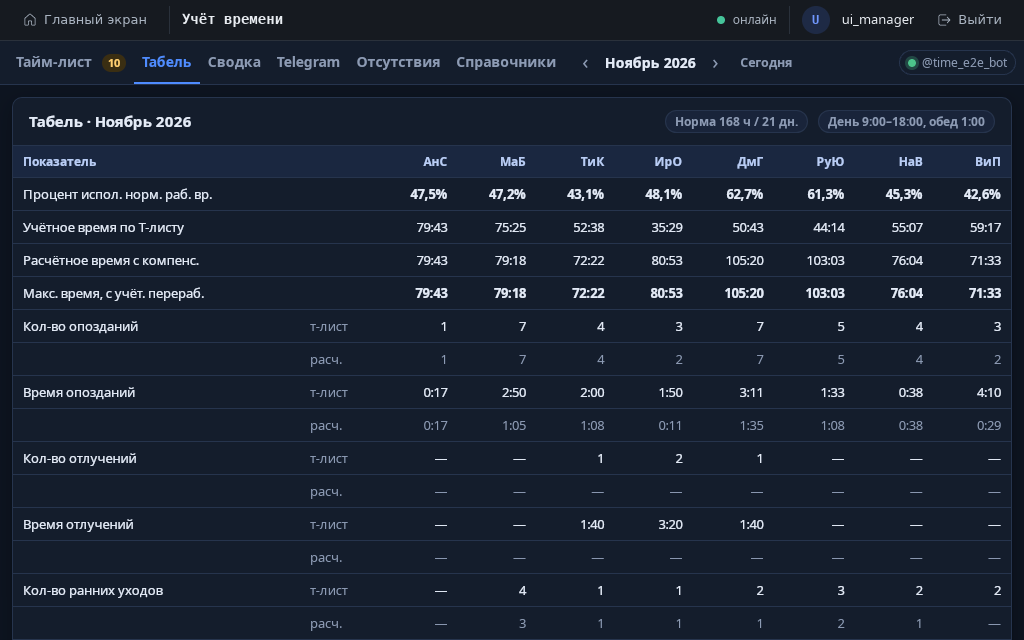 Главный экран Учёт времени онлайн U ui_manager Выйти
Тайм-лист 10 Табель Сводка Telegram Отсутствия Справочники ‹ Ноябрь 2026 › Сегодня @time_e2e_bot
Табель · Ноябрь 2026 Норма 168 ч / 21 дн. День 9:00–18:00, обед 1:00
Показатель АнС МаБ ТиК ИрО ДмГ РуЮ НаВ ВиП
Процент испол. норм. раб. вр. 47,5% 47,2% 43,1% 48,1% 62,7% 61,3% 45,3% 42,6%
Учётное время по Т-листу 79:43 75:25 52:38 35:29 50:43 44:14 55:07 59:17
Расчётное время с компенс. 79:43 79:18 72:22 80:53 105:20 103:03 76:04 71:33
Макс. время, с учёт. перераб. 79:43 79:18 72:22 80:53 105:20 103:03 76:04 71:33
Кол-во опозданий т-лист 1 7 4 3 7 5 4 3
расч. 1 7 4 2 7 5 4 2
Время опозданий т-лист 0:17 2:50 2:00 1:50 3:11 1:33 0:38 4:10
расч. 0:17 1:05 1:08 0:11 1:35 1:08 0:38 0:29
Кол-во отлучений т-лист — — 1 2 1 — — —
расч. — — — — — — — —
Время отлучений т-лист — — 1:40 3:20 1:40 — — —
расч. — — — — — — — —
Кол-во ранних уходов т-лист — 4 1 1 2 3 2 2
расч. — 3 1 1 1 2 1 —